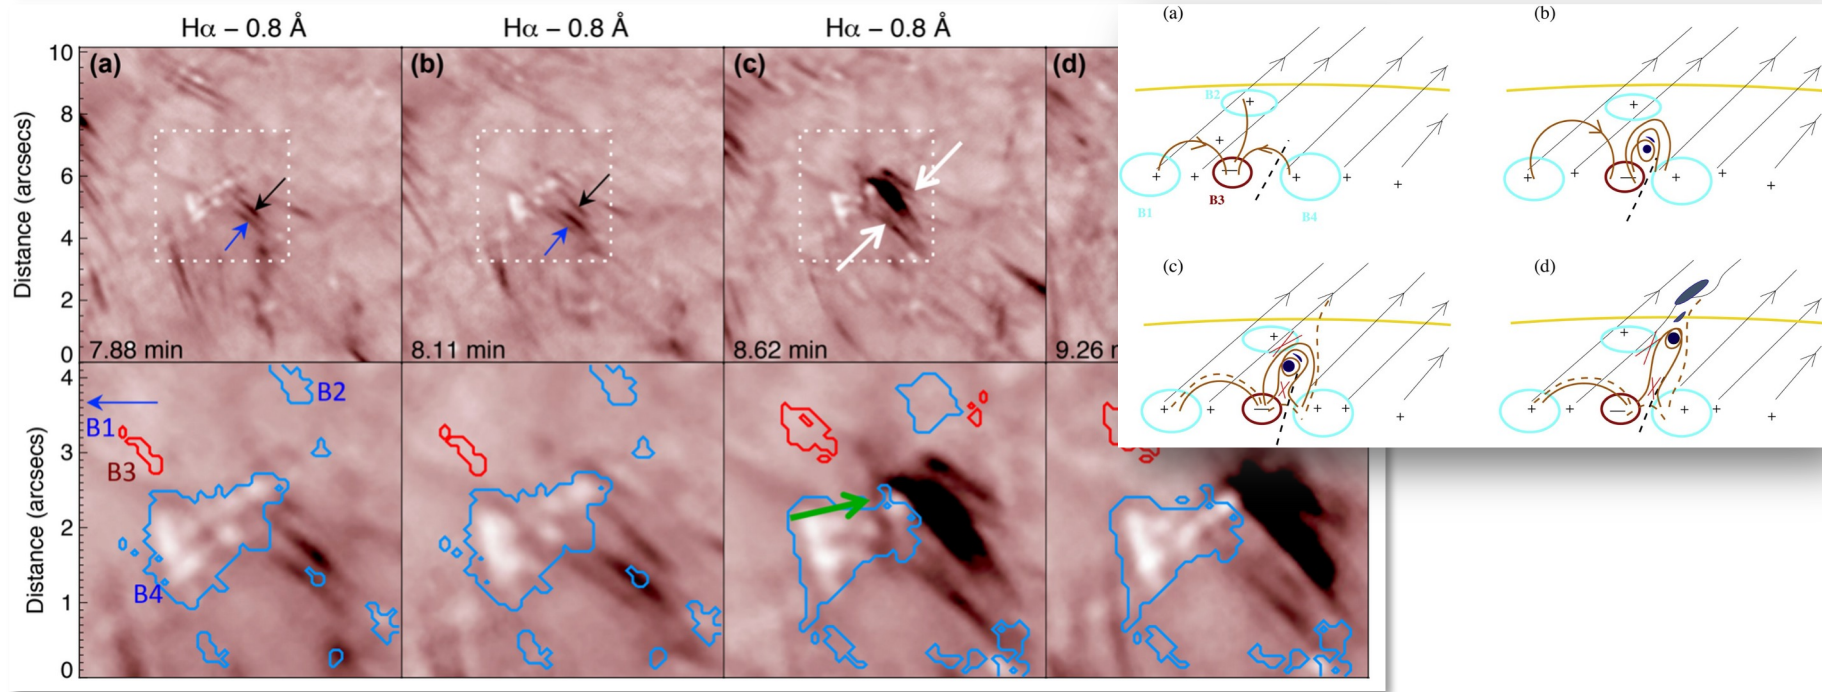 Hα − 0.8 Å
Hα − 0.8 Å
Hα − 0.8 Å
(a)
(b)
(c)
(d)
Distance (arcsecs)
10
8
6
4
2
0
7.88 min
8.11 min
8.62 min
9.26
Distance (arcsecs)
4
3
2
1
0
B2
B1
B3
B4
(a)
B2
+
+
+
+
−
+
+
+
B1
B3
B4
(b)
+
+
+
−
+
+
+
(c)
+
+
+
−
+
+
+
(d)
+
+
+
−
+
+
+